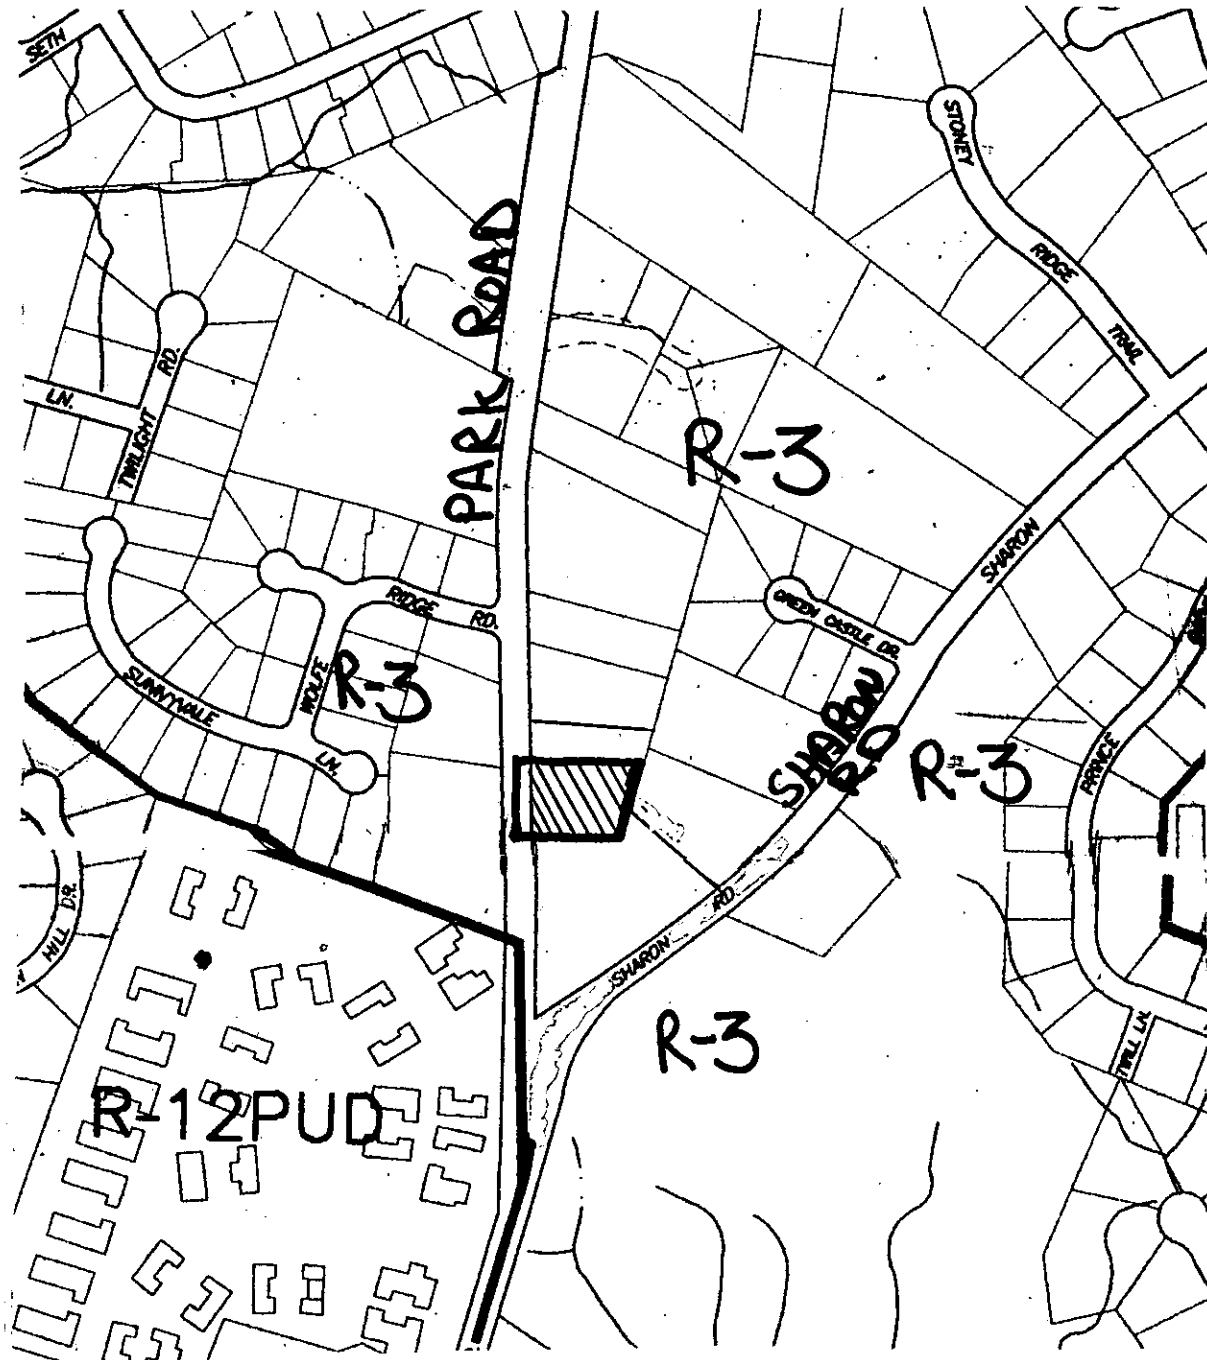 SETH
STONEY
RIDGE
TRAIL
PARK ROAD
LN.
TWILIGHT RD.
R-3
SHARON
RIDGE RD.
GREEN CASTLE DR.
SUNNYVALE
LN.
WOLFE
R-3
SHARON
RD
R-3
PRINCE
HILL DR.
SHARON RD.
R-3
R-12PUD